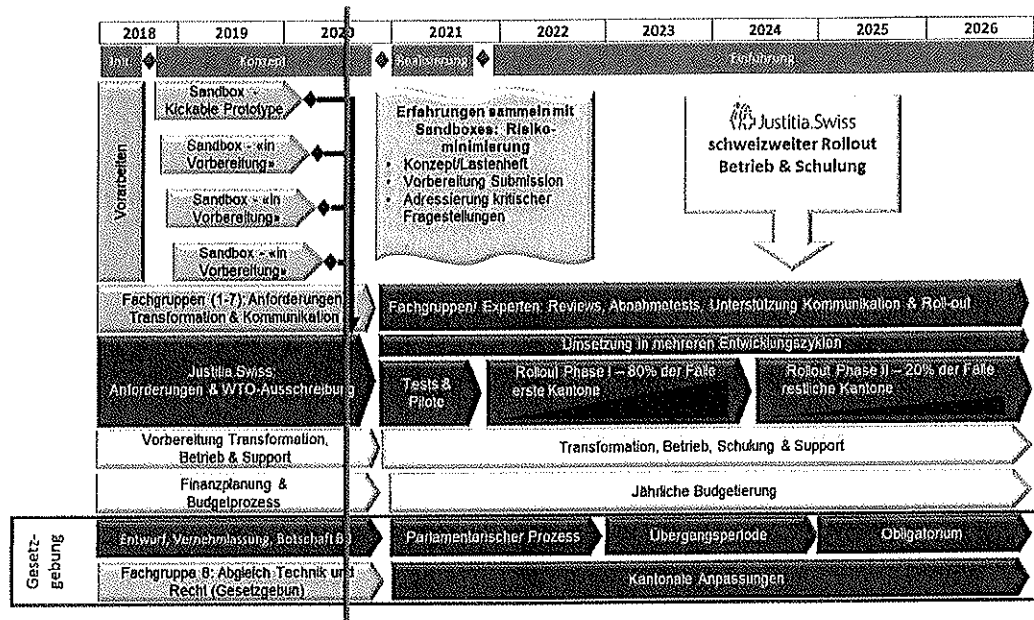 2018 2019 2020 2021 2022 2023 2024 2025 2026
Init. Konzept Realisierung Einführung
Vorarbeiten
Sandbox -
Kickable Prototype
Sandbox - «in
Vorbereitung»
Sandbox - «in
Vorbereitung»
Sandbox - «in
Vorbereitung»
Erfahrungen sammeln mit
Sandboxes: Risiko-
minimierung
• Konzept/Lastenheft
• Vorbereitung Submission
• Adressierung kritischer
Fragestellungen
Justitia.Swiss
schweizweiter Rollout
Betrieb & Schulung
Fachgruppen (1-7): Anforderungen,
Transformation & Kommunikation
Fachgruppen/ Experten, Reviews, Abnahmetests, Unterstützung Kommunikation & Roll-out
Umsetzung in mehreren Entwicklungszyklen
Justitia.Swiss:
Anforderungen & WTO-Ausschreibung
Tests &
Pilote
Rollout Phase I – 80% der Fälle
erste Kantone
Rollout Phase II – 20% der Fälle
restliche Kantone
Vorbereitung Transformation,
Betrieb & Support
Transformation, Betrieb, Schulung & Support
Finanzplanung &
Budgetprozess
Jährliche Budgetierung
Gesetz-
gebung
Entwurf, Vernehmlassung, Botschaft BJ
Parlamentarischer Prozess
Übergangsperiode
Obligatorium
Fachgruppe 8: Abgleich Technik und
Recht (Gesetzgebun)
Kantonale Anpassungen